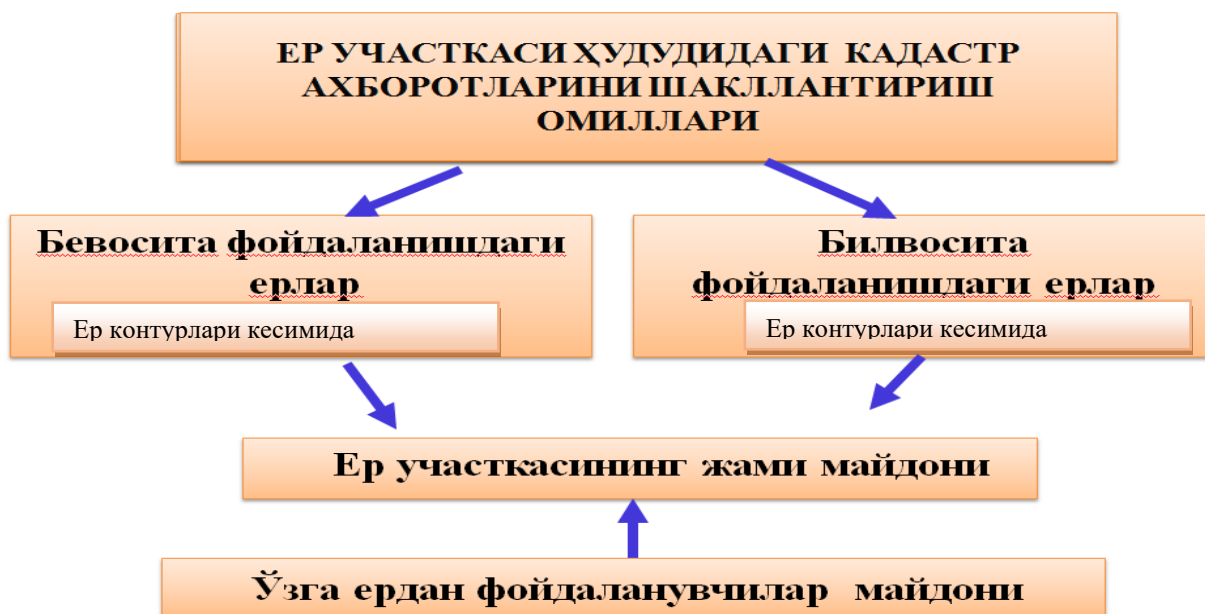 ЕР УЧАСТКАСИ ҲУДУДИДАГИ КАДАСТР
АХБОРОТЛАРИНИ ШАКЛЛАНТИРИШ
ОМИЛЛАРИ
Бевосита фойдаланишдаги
ерлар
Ер контурлари кесимида
Билвосита
фойдаланишдаги ерлар
Ер контурлари кесимида
Ер участкасининг жами майдони
Ўзга ердан фойдаланувчилар майдони